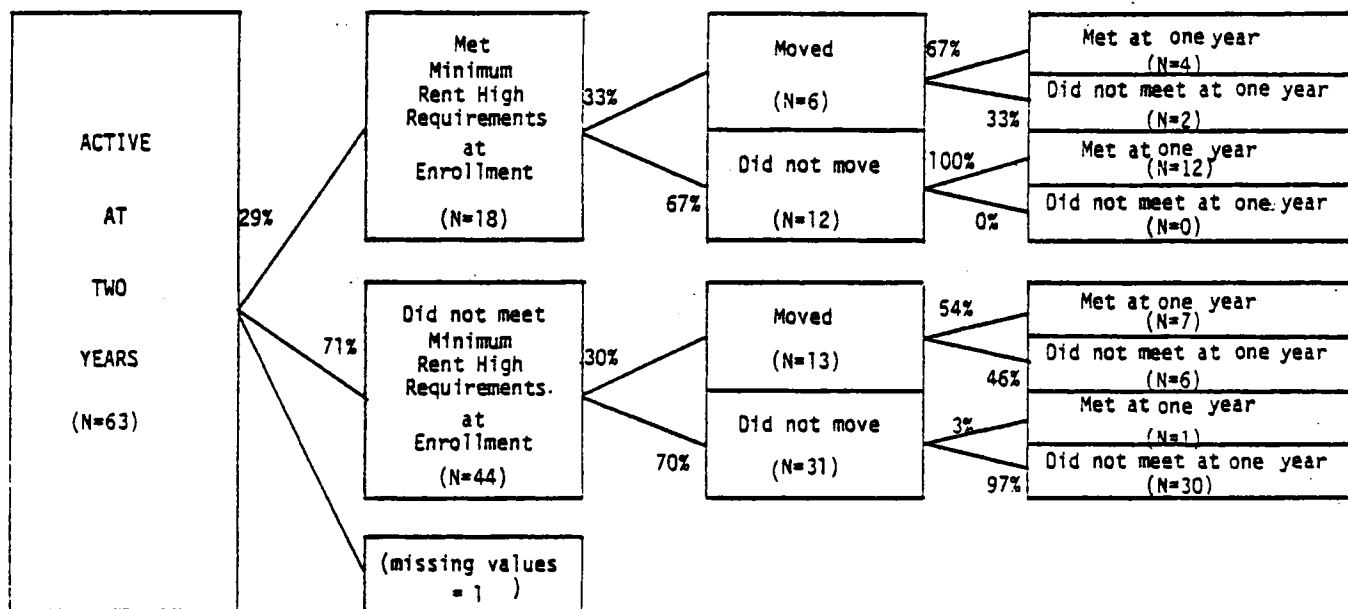 ACTIVE
AT
TWO
YEARS
(N=63)
29%
71%
Met
Minimum
Rent High
Requirements
at
Enrollment
(N=18)
33%
67%
Moved
(N=6)
Did not move
(N=12)
67%
33%
100%
0%
Met at one year
(N=4)
Did not meet at one year
(N=2)
Met at one year
(N=12)
Did not meet at one year
(N=0)
Did not meet
Minimum
Rent High
Requirements.
at
Enrollment
(N=44)
30%
70%
Moved
(N=13)
Did not move
(N=31)
54%
46%
3%
97%
Met at one year
(N=7)
Did not meet at one year
(N=6)
Met at one year
(N=1)
Did not meet at one year
(N=30)
(missing values
= 1 )